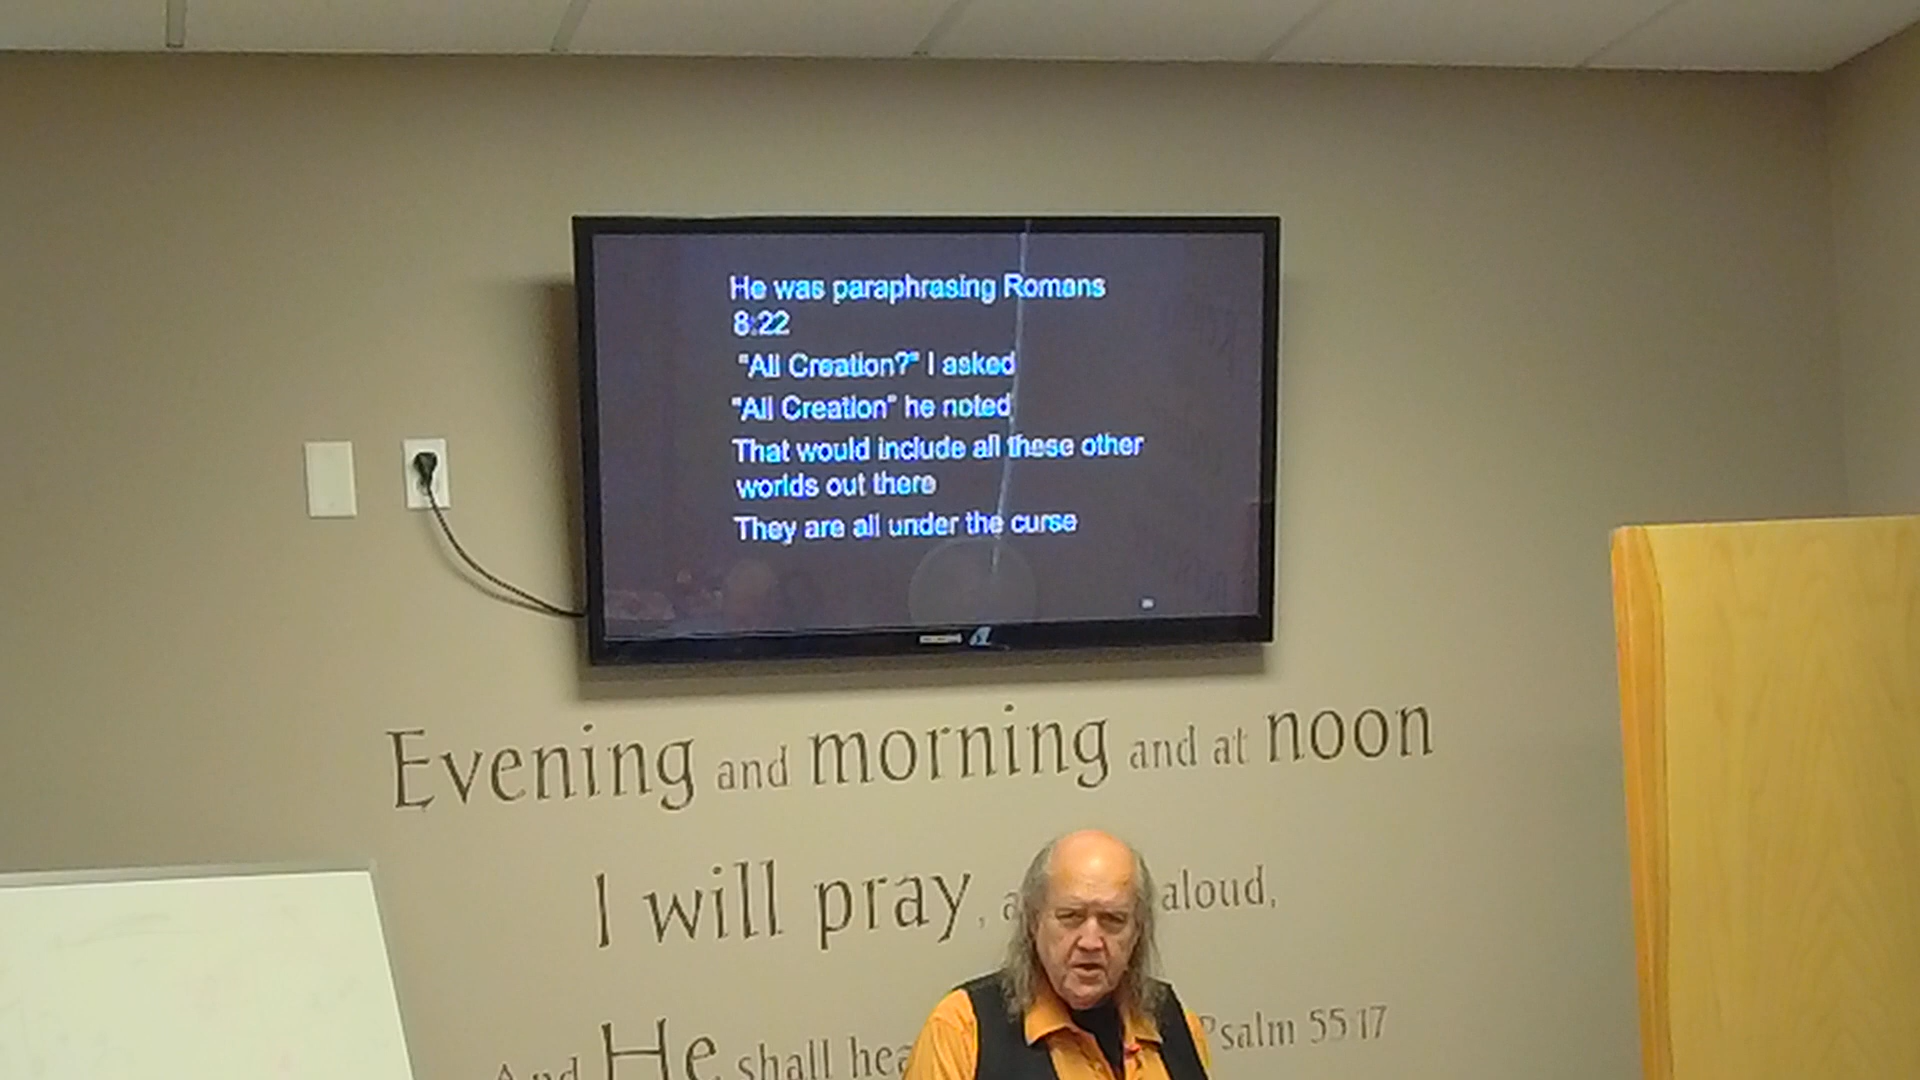 He was paraphrasing Romans
8:22
"All Creation?" I asked
"All Creation" he noted
That would include all these other
worlds out there
They are all under the curse
Evening and morning and at noon
I will pray, aloud,
And He shall hea Psalm 55 17